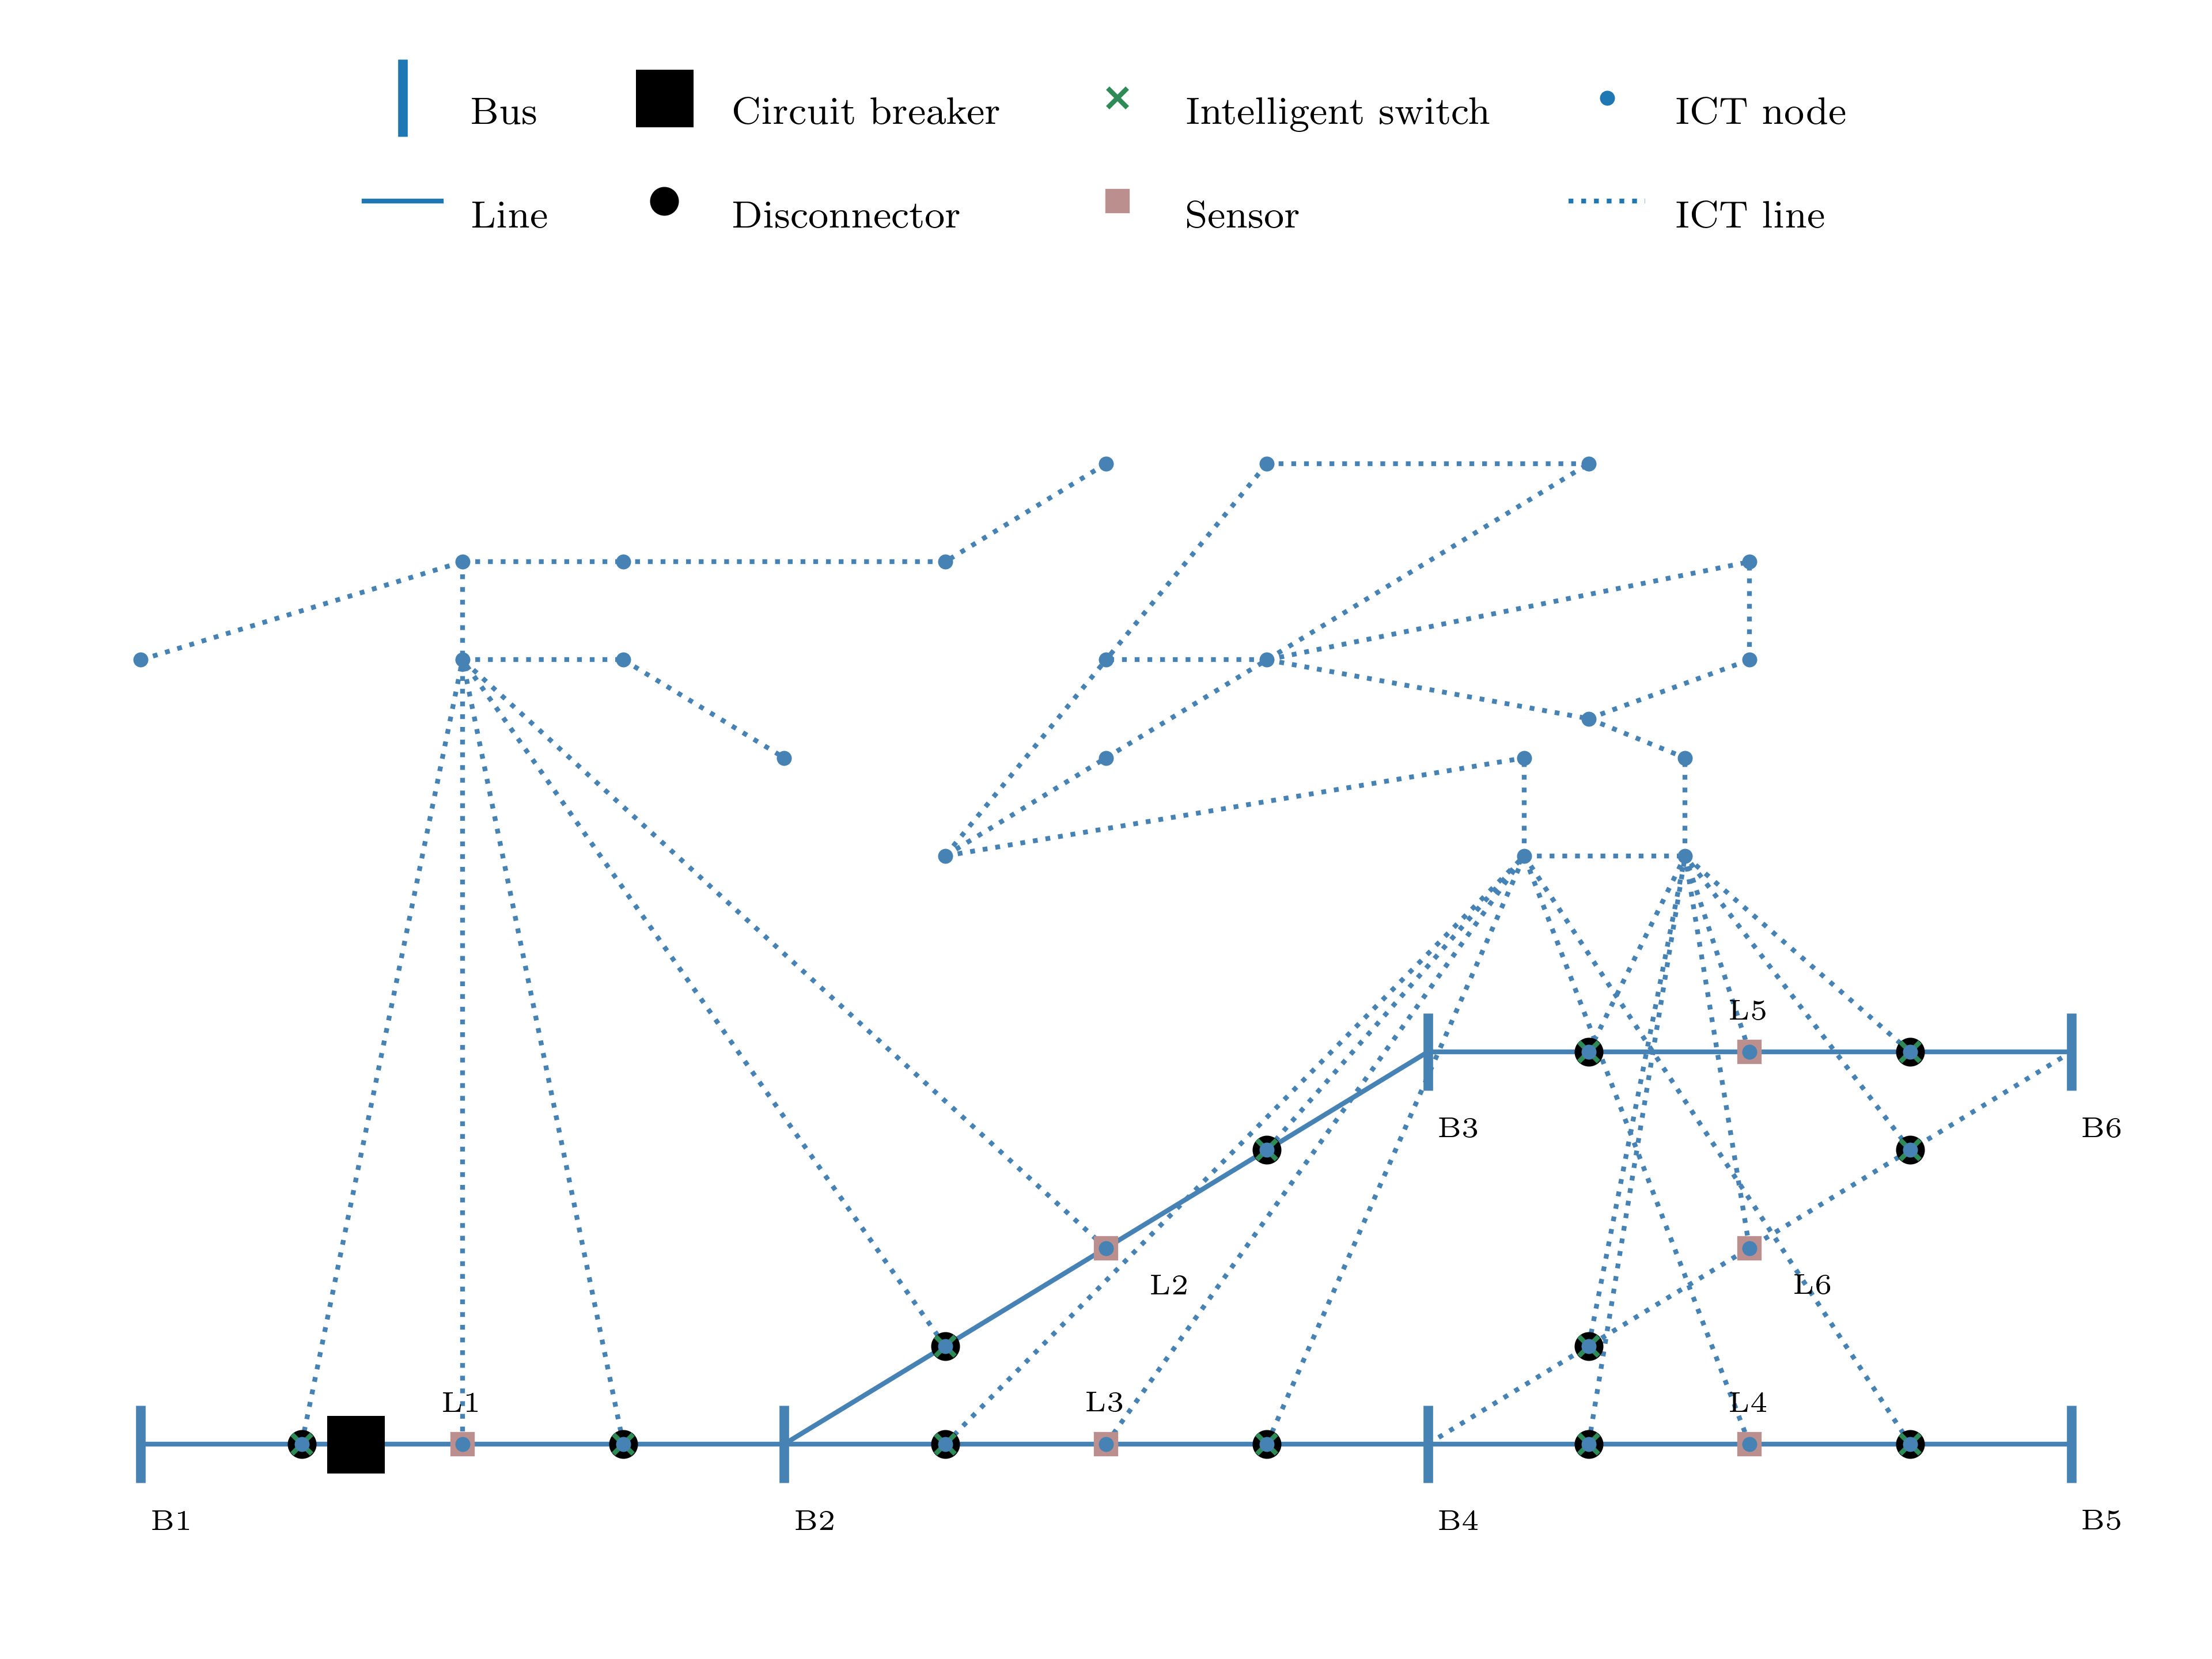 Bus
Circuit breaker
Intelligent switch
ICT node
Line
Disconnector
Sensor
ICT line
L5
B3
B6
L2
L6
L1
L3
L4
B1
B2
B4
B5